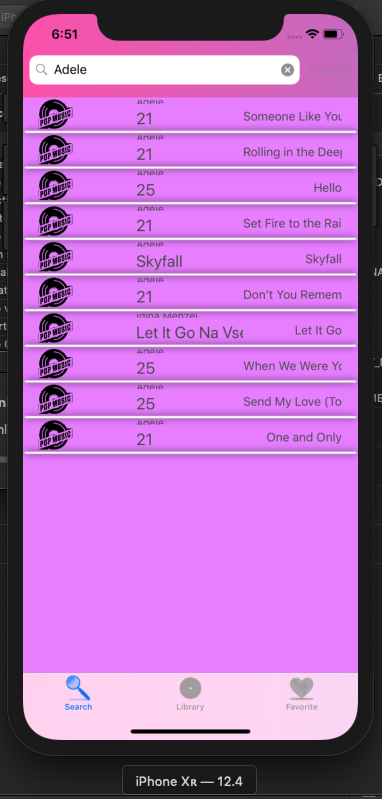 6:51
Adele
Cancel
POP MUSIC
Adele
21
Someone Like You
POP MUSIC
Adele
21
Rolling in the Deep
POP MUSIC
Adele
25
Hello
POP MUSIC
Adele
21
Set Fire to the Rai
POP MUSIC
Adele
Skyfall
Skyfall
POP MUSIC
Adele
21
Don't You Remem
POP MUSIC
Idina Menzel
Let It Go Na Vse
Let It Go
POP MUSIC
Adele
25
When We Were Yo
POP MUSIC
Adele
25
Send My Love (To
POP MUSIC
Adele
21
One and Only
Search
Library
Favorite
iPhone XR — 12.4